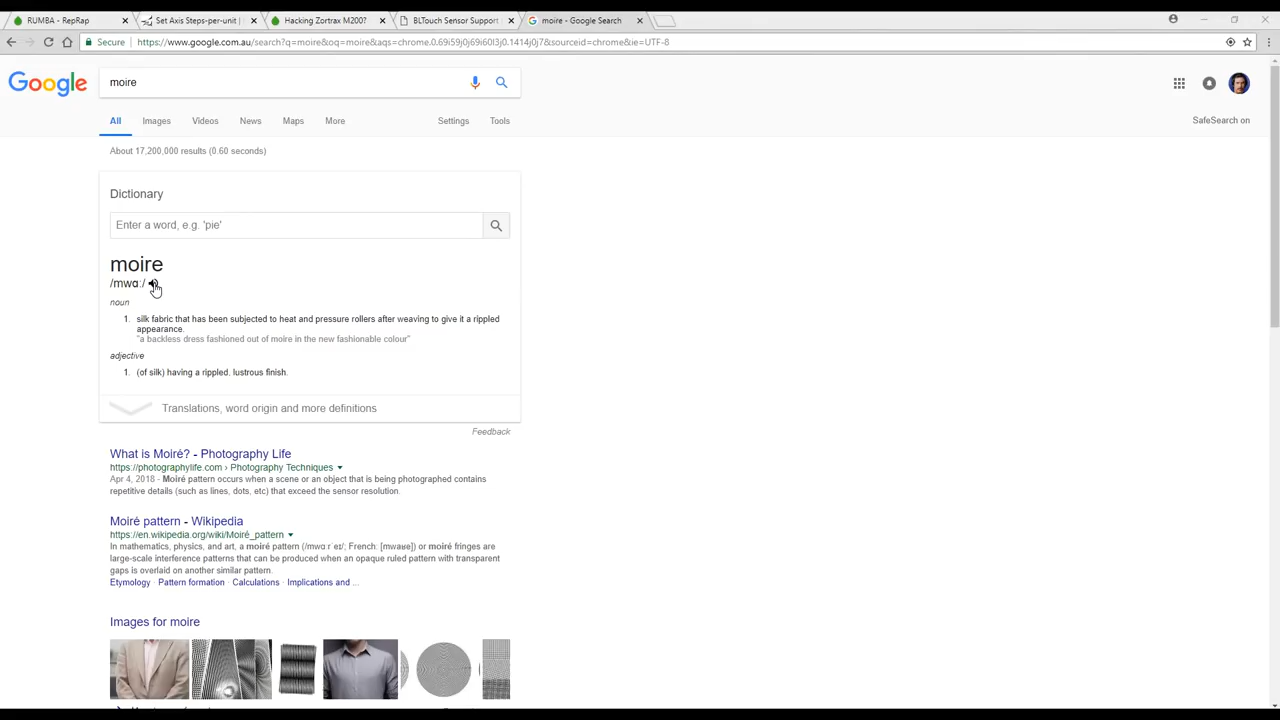 RUMBA - RepRap
Set Axis Steps-per-unit |
Hacking Zortrax M200?
BLTouch Sensor Support |
moire - Google Search
Secure https://www.google.com.au/search?q=moire&oq=moire&aqs=chrome.0.69i59j0j69i60l3j0.1414j0j7&sourceid=chrome&ie=UTF-8
Google
moire
All Images Videos News Maps More Settings Tools
SafeSearch on
About 17,200,000 results (0.60 seconds)
Dictionary
Enter a word, e.g. 'pie'
moire
/mwɑː/
noun
1. silk fabric that has been subjected to heat and pressure rollers after weaving to give it a rippled
appearance.
"a backless dress fashioned out of moire in the new fashionable colour"
adjective
1. (of silk) having a rippled, lustrous finish.
Translations, word origin and more definitions
Feedback
What is Moiré? - Photography Life
https://photographylife.com › Photography Techniques
Apr 4, 2018 - Moiré pattern occurs when a scene or an object that is being photographed contains
repetitive details (such as lines, dots, etc) that exceed the sensor resolution.
Moiré pattern - Wikipedia
https://en.wikipedia.org/wiki/Moiré_pattern
In mathematics, physics, and art, a moiré pattern (/mwɑːrˈeɪ/; French: [mwaʁe]) or moiré fringes are
large-scale interference patterns that can be produced when an opaque ruled pattern with transparent
gaps is overlaid on another similar pattern.
Etymology · Pattern formation · Calculations · Implications and ...
Images for moire